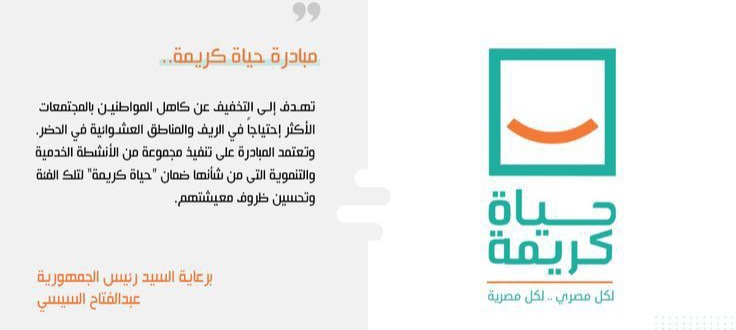 مبادرة حياة كريمة..
تهدف إلى التخفيف عن كاهل المواطنين بالمجتمعات
الأكثر إحتياجاً في الريف والمناطق العشوائية في الحضر.
وتعتمد المبادرة على تنفيذ مجموعة من الأنشطة الخدمية
والتنموية التى من شأنها ضمان "حياة كريمة" لتلك الفئة
وتحسين ظروف معيشتهم.
برعاية السيد رئيس الجمهورية
عبدالفتاح السيسي
حياة
كريمة
لكل مصري .. لكل مصرية